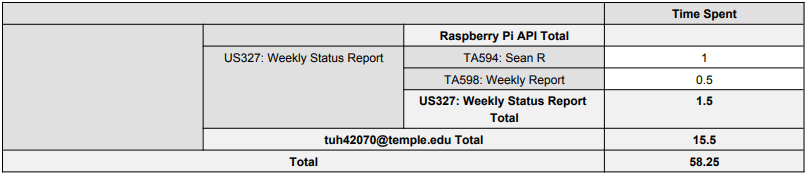 Time Spent
Raspberry Pi API Total
US327: Weekly Status Report TA594: Sean R 1
TA598: Weekly Report 0.5
US327: Weekly Status Report 1.5
Total
tuh42070@temple.edu Total 15.5
Total 58.25